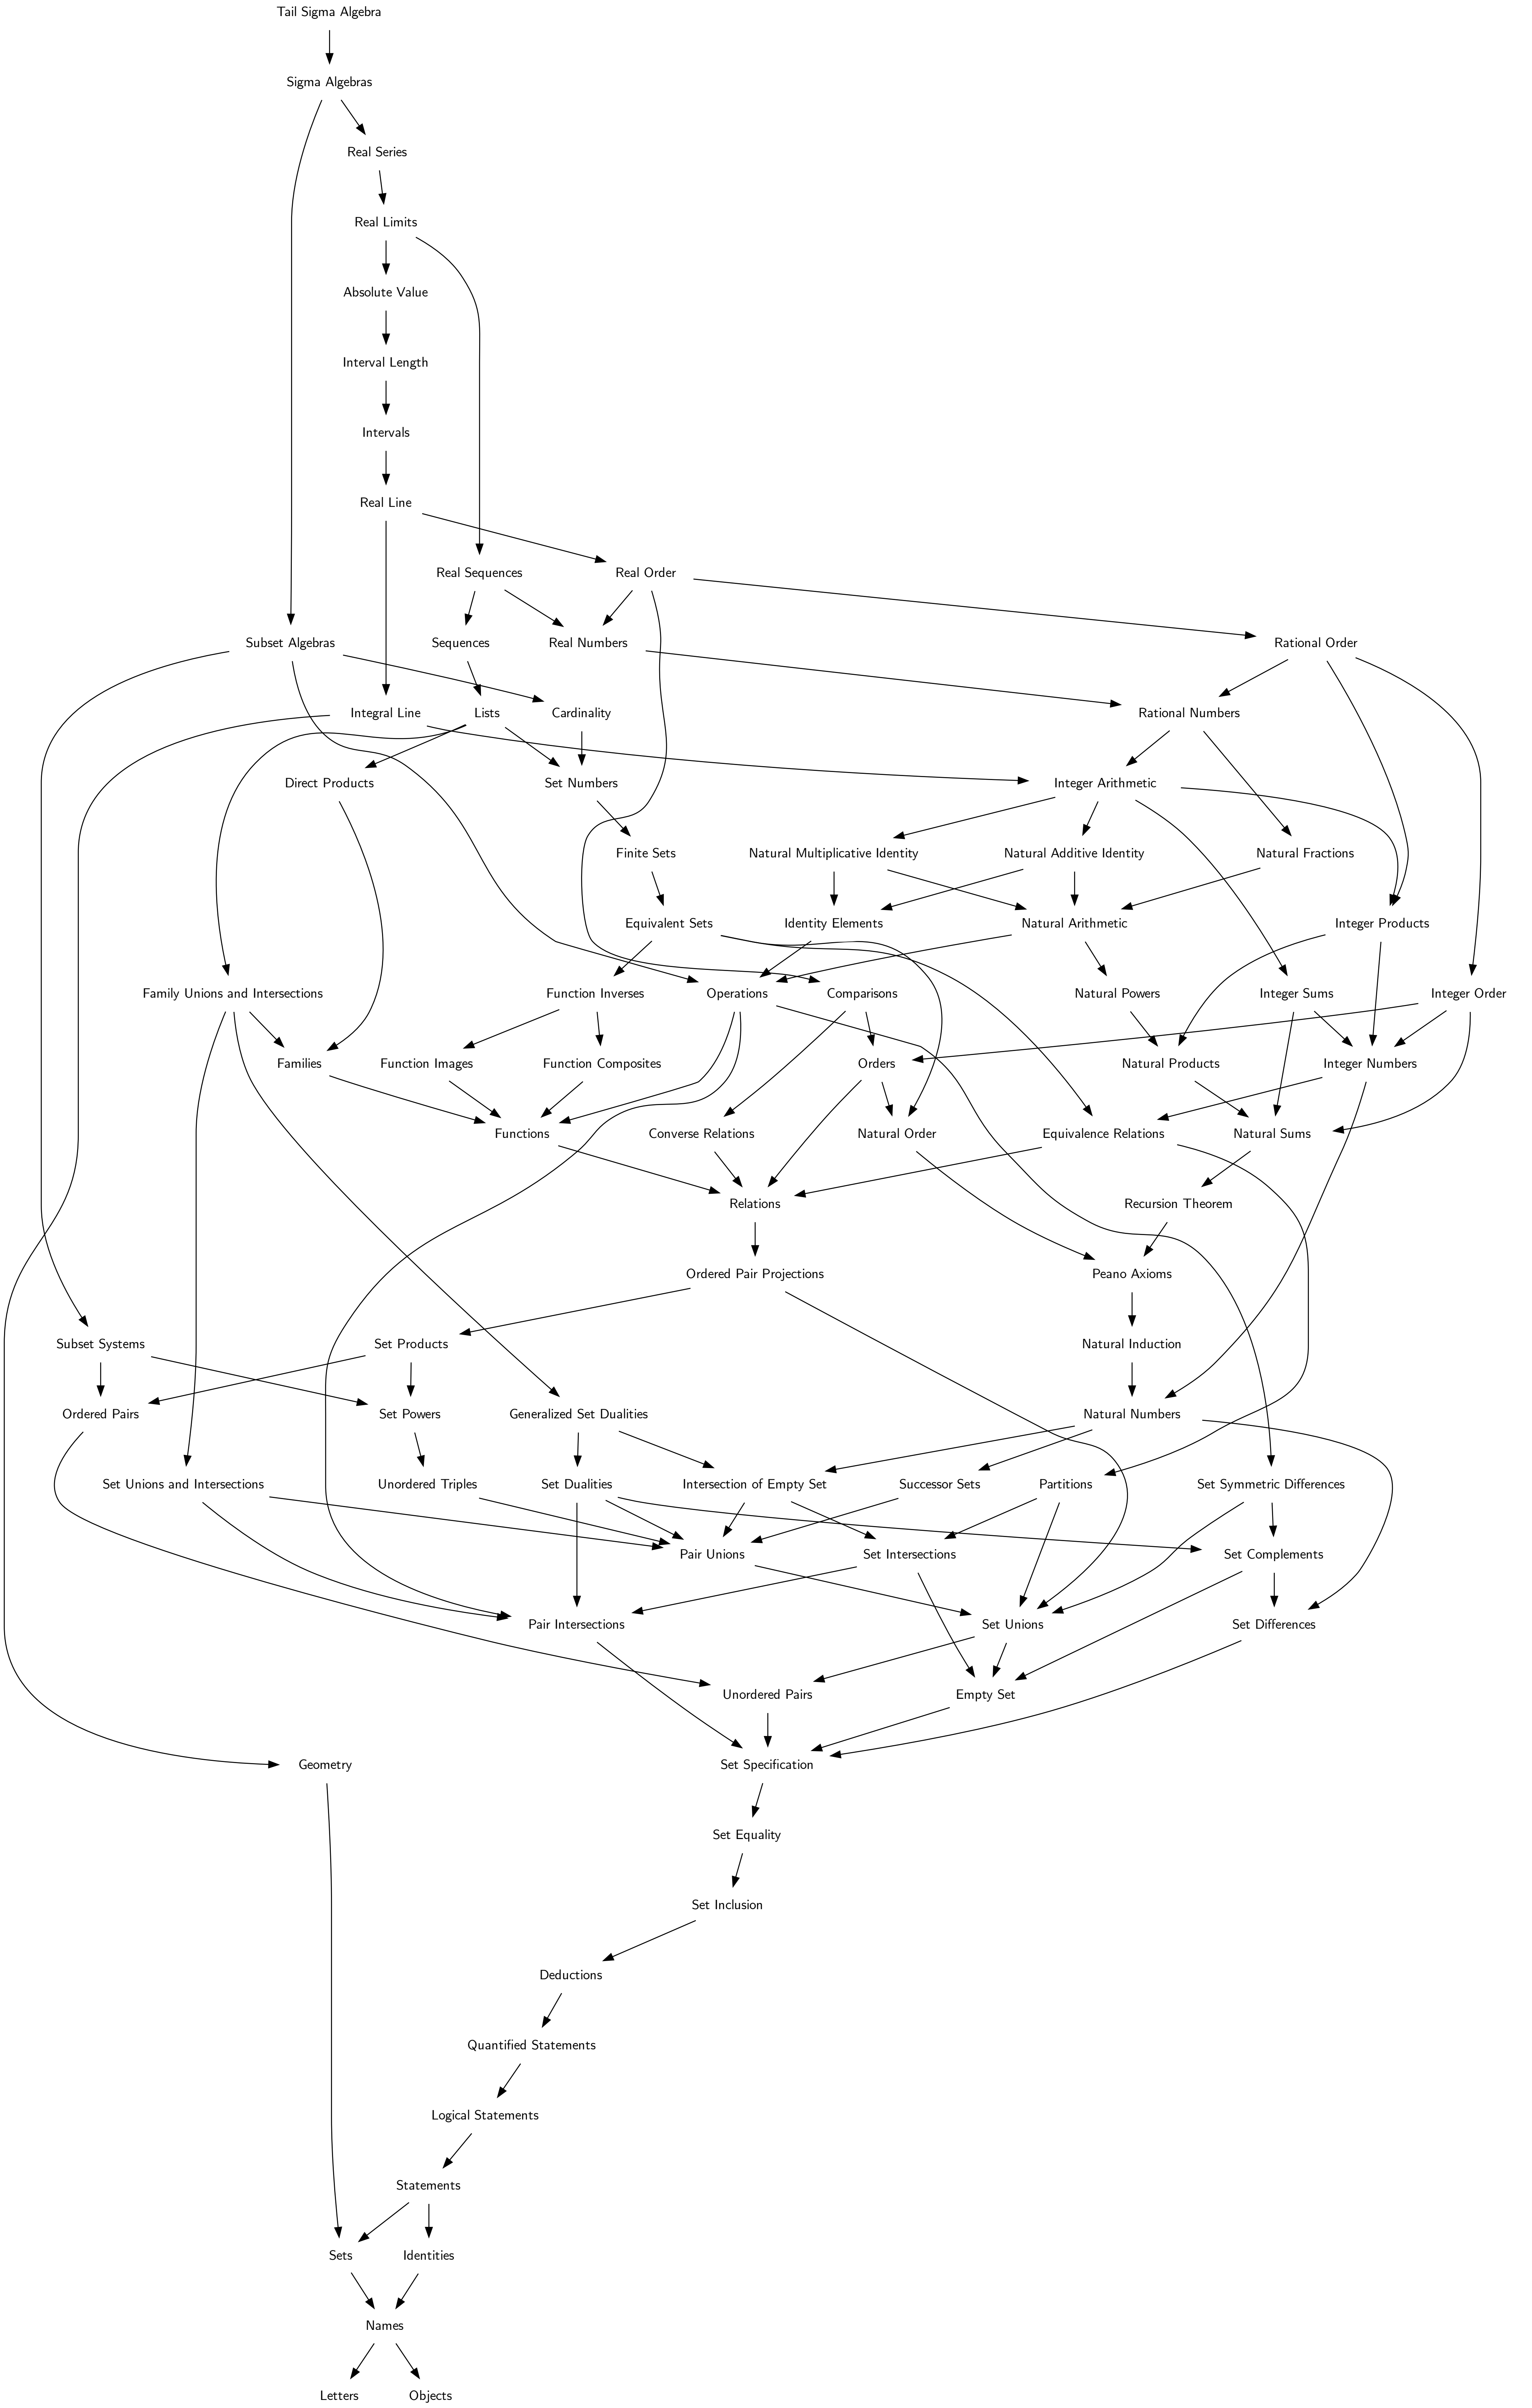 Tail Sigma Algebra
Sigma Algebras
Real Series
Real Limits
Absolute Value
Interval Length
Intervals
Real Line
Real Sequences
Real Order
Subset Algebras
Sequences
Real Numbers
Rational Order
Integral Line
Lists
Cardinality
Rational Numbers
Direct Products
Set Numbers
Integer Arithmetic
Finite Sets
Natural Multiplicative Identity
Natural Additive Identity
Natural Fractions
Equivalent Sets
Identity Elements
Natural Arithmetic
Integer Products
Family Unions and Intersections
Function Inverses
Operations
Comparisons
Natural Powers
Integer Sums
Integer Order
Families
Function Images
Function Composites
Orders
Natural Products
Integer Numbers
Functions
Converse Relations
Natural Order
Equivalence Relations
Natural Sums
Relations
Recursion Theorem
Ordered Pair Projections
Peano Axioms
Subset Systems
Set Products
Natural Induction
Ordered Pairs
Set Powers
Generalized Set Dualities
Natural Numbers
Set Unions and Intersections
Unordered Triples
Set Dualities
Intersection of Empty Set
Successor Sets
Partitions
Set Symmetric Differences
Pair Unions
Set Intersections
Set Complements
Pair Intersections
Set Unions
Set Differences
Unordered Pairs
Empty Set
Geometry
Set Specification
Set Equality
Set Inclusion
Deductions
Quantified Statements
Logical Statements
Statements
Sets
Identities
Names
Letters
Objects